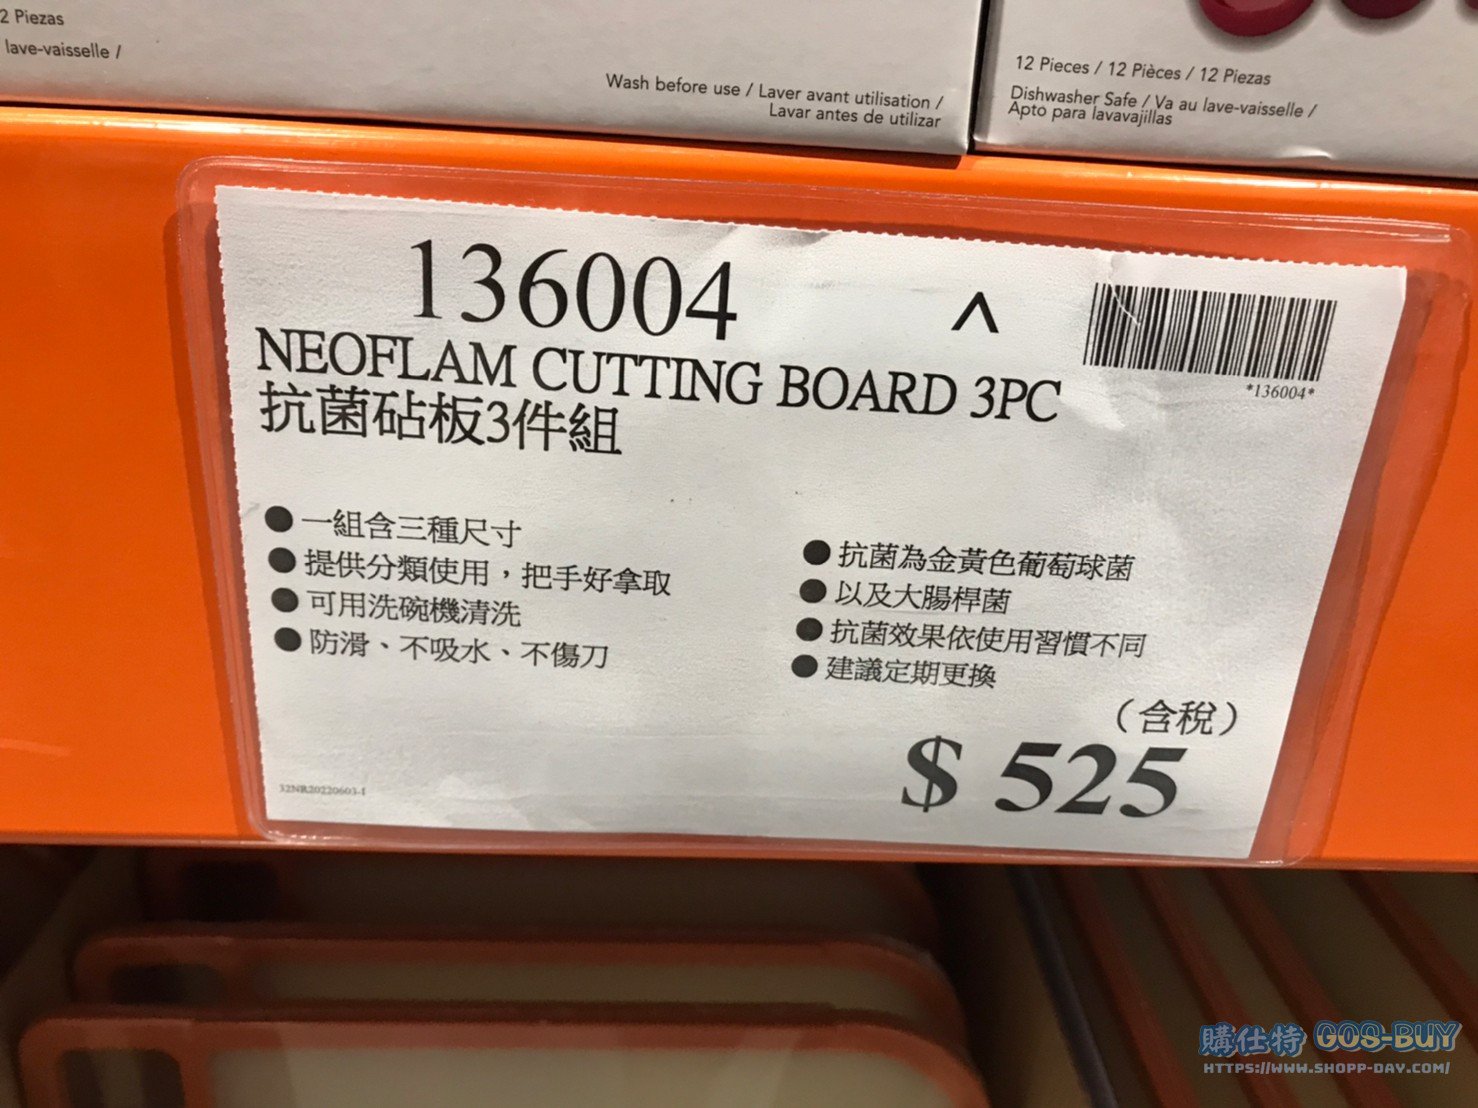 2 Piezas
lave-vaisselle /
Wash before use / Laver avant utilisation /
Lavar antes de utilizar
12 Pieces / 12 Pièces / 12 Piezas
Dishwasher Safe / Va au lave-vaisselle /
Apto para lavavajillas
136004
^
*136004*
NEOFLAM CUTTING BOARD 3PC
抗菌砧板3件組
●一組含三種尺寸
●提供分類使用，把手好拿取
●可用洗碗機清洗
●防滑、不吸水、不傷刀
●抗菌為金黃色葡萄球菌
●以及大腸桿菌
●抗菌效果依使用習慣不同
●建議定期更換
（含稅）
$ 525
32NR20220603-1
購仕特 GOS-BUY
HTTPS://WWW.SHOPP-DAY.COM/